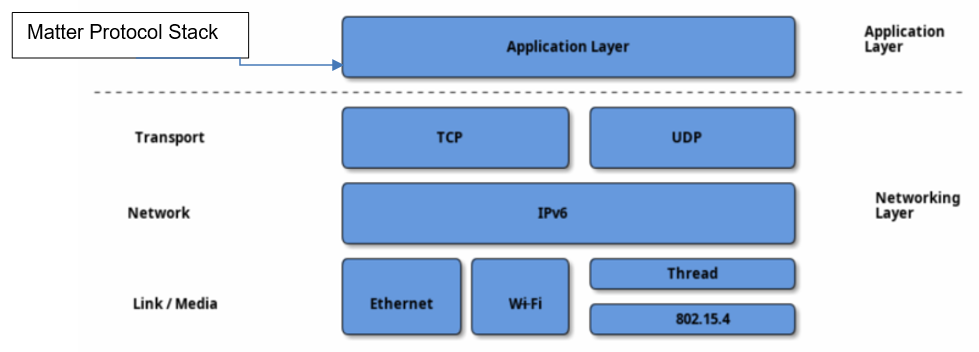 Matter Protocol Stack
Application Layer
Application
Layer
Transport
TCP
UDP
Network
IPv6
Networking
Layer
Link / Media
Ethernet
Wi-Fi
Thread
802.15.4